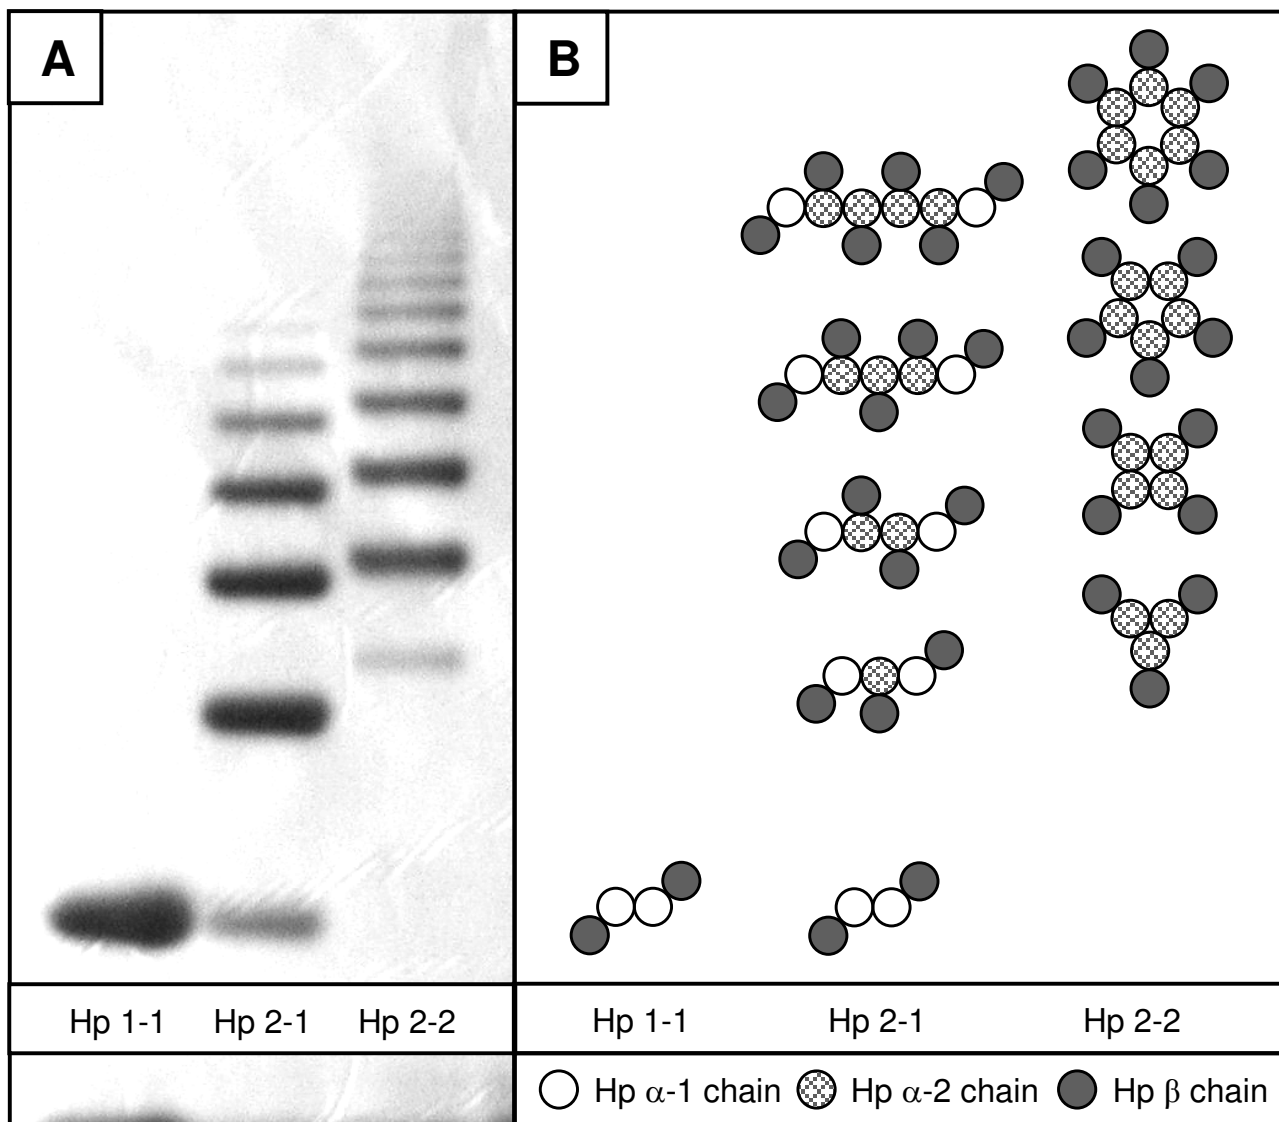 A
B
Hp 1-1 Hp 2-1 Hp 2-2
Hp 1-1 Hp 2-1 Hp 2-2
Hp α-1 chain Hp α-2 chain Hp β chain